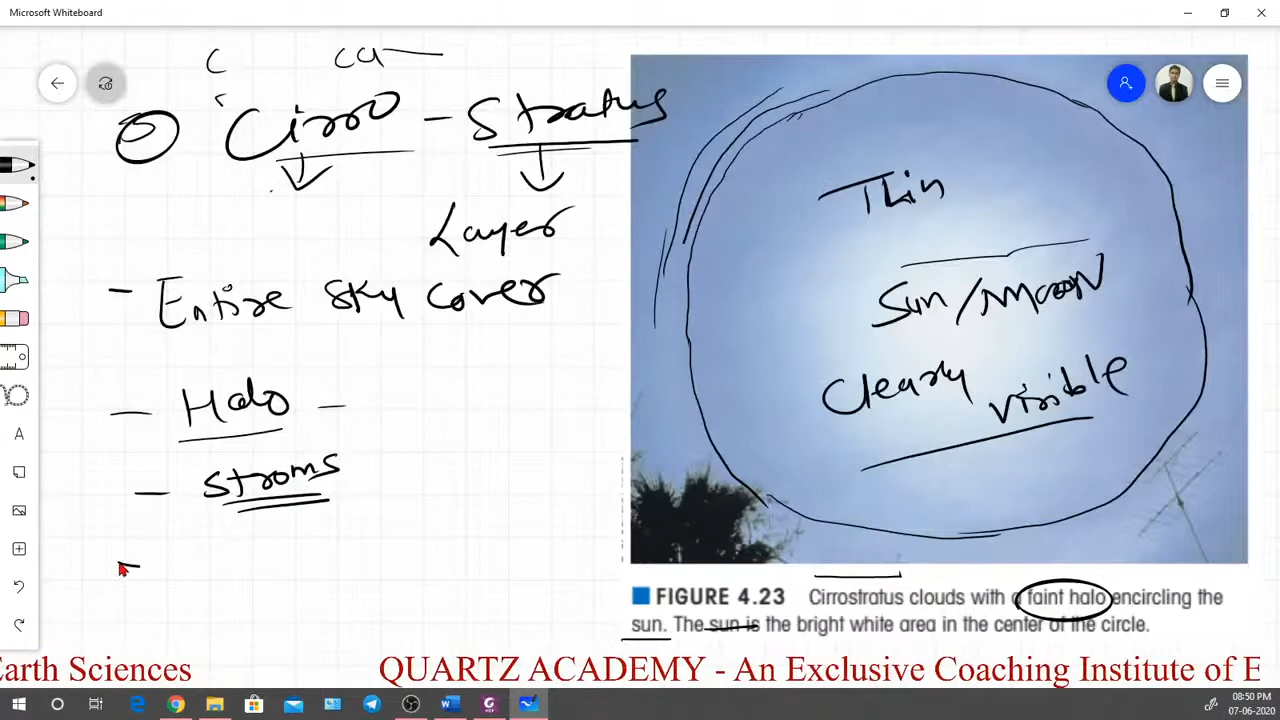 Microsoft Whiteboard
C Cu
Cirro - Stratus
Layer
- Entire Sky cover
- Halo -
- Stroms
-
Thin
Sun/Moon
Clearly visible
FIGURE 4.23 Cirrostratus clouds with a faint halo encircling the
sun. The sun is the bright white area in the center of the circle.
Earth Sciences QUARTZ ACADEMY - An Exclusive Coaching Institute of E
08:50 PM
07-06-2020